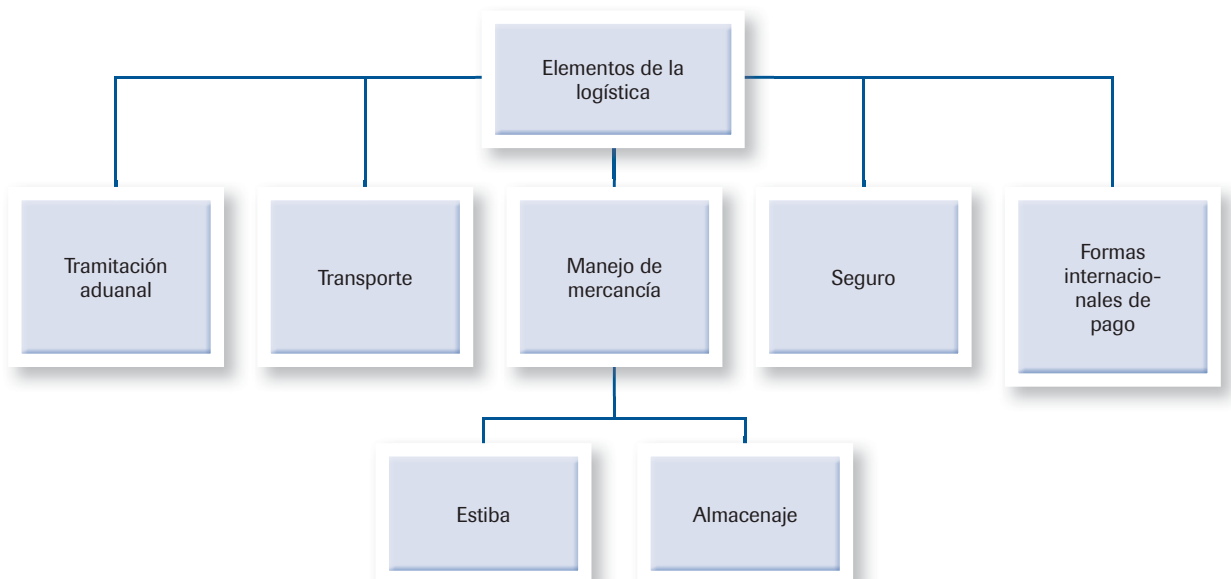 Elementos de la
logística
Tramitación
aduanal
Transporte
Manejo de
mercancía
Seguro
Formas
internacio-
nales de
pago
Estiba
Almacenaje